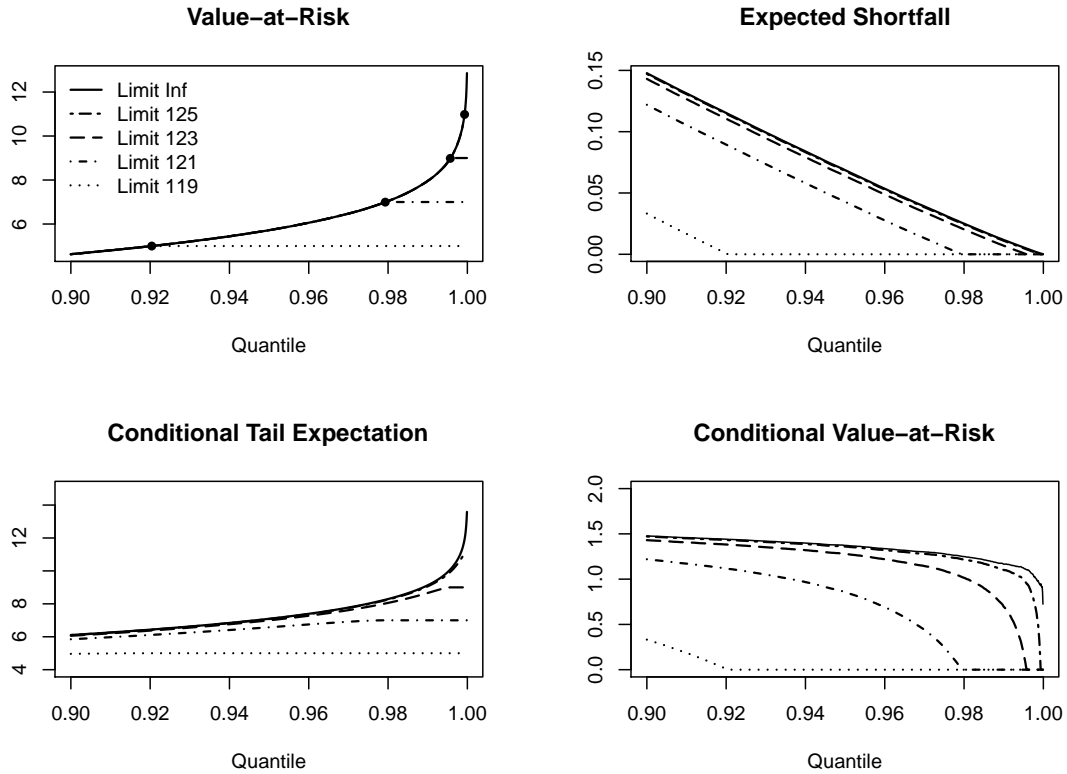 Value−at−Risk
12
10
8
6
Limit Inf
Limit 125
Limit 123
Limit 121
Limit 119
0.90 0.92 0.94 0.96 0.98 1.00
Quantile
Expected Shortfall
0.15
0.10
0.05
0.00
0.90 0.92 0.94 0.96 0.98 1.00
Quantile
Conditional Tail Expectation
12
8
6
4
0.90 0.92 0.94 0.96 0.98 1.00
Quantile
Conditional Value−at−Risk
2.0
1.5
1.0
0.5
0.0
0.90 0.92 0.94 0.96 0.98 1.00
Quantile